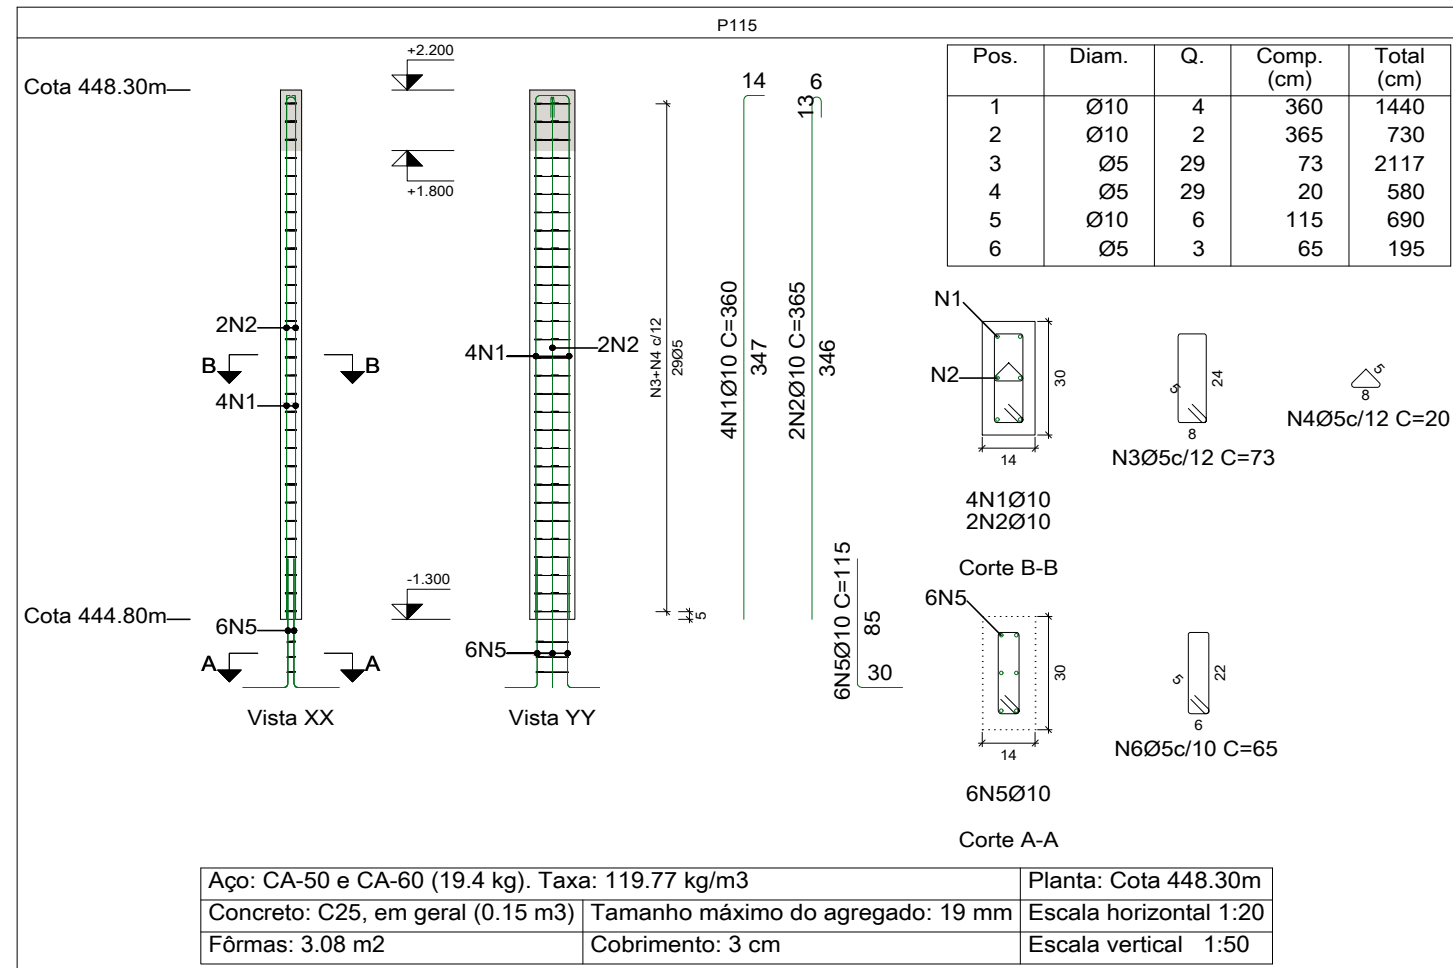 P115
Cota 448.30m
+2.200
+1.800
2N2
B B
4N1
-1.300
Cota 444.80m
6N5
A A
Vista XX
4N1
2N2
6N5
Vista YY
N3+N4 c/12
29Ø5
5
14
4N1Ø10 C=360
347
6
13
2N2Ø10 C=365
346
6N5Ø10 C=115
85
30
Pos. Diam. Q. Comp. (cm) Total (cm)
1 Ø10 4 360 1440
2 Ø10 2 365 730
3 Ø5 29 73 2117
4 Ø5 29 20 580
5 Ø10 6 115 690
6 Ø5 3 65 195
N1
N2
30
14
4N1Ø10
2N2Ø10
Corte B-B
5
24
8
N3Ø5c/12 C=73
5
8
N4Ø5c/12 C=20
6N5
30
14
6N5Ø10
Corte A-A
5
22
6
N6Ø5c/10 C=65
Aço: CA-50 e CA-60 (19.4 kg). Taxa: 119.77 kg/m3 Planta: Cota 448.30m
Concreto: C25, em geral (0.15 m3) Tamanho máximo do agregado: 19 mm Escala horizontal 1:20
Fôrmas: 3.08 m2 Cobrimento: 3 cm Escala vertical 1:50